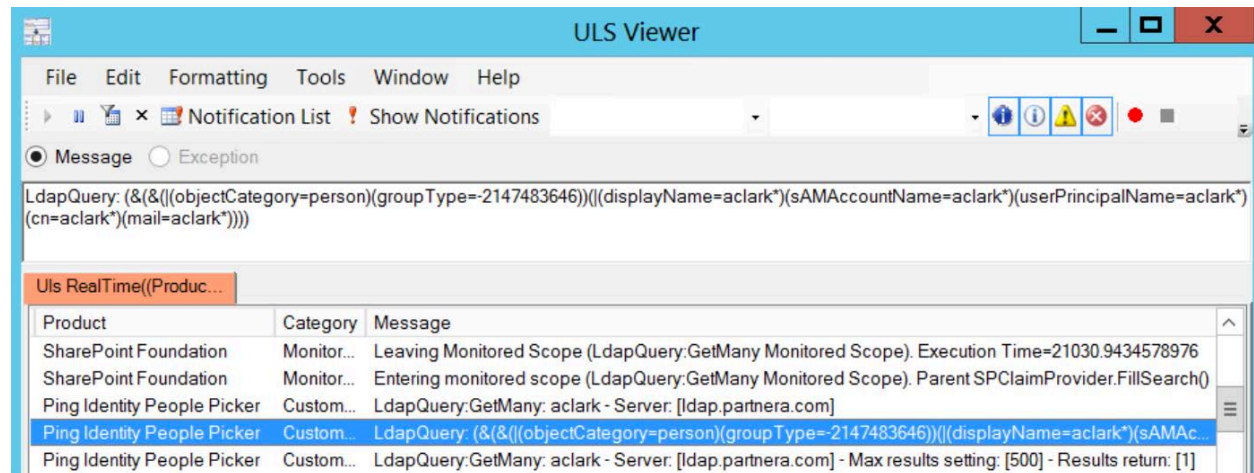 ULS Viewer
X
File Edit Formatting Tools Window Help
Notification List Show Notifications
Message Exception
LdapQuery: (&(&(|(objectCategory=person)(groupType=-2147483646))(|(displayName=aclark*)(sAMAccountName=aclark*)(userPrincipalName=aclark*)
(cn=aclark*)(mail=aclark*))))
Uls RealTime((Produc...
Product Category Message
SharePoint Foundation Monitor... Leaving Monitored Scope (LdapQuery:GetMany Monitored Scope). Execution Time=21030.9434578976
SharePoint Foundation Monitor... Entering monitored scope (LdapQuery:GetMany Monitored Scope). Parent SPClaimProvider.FillSearch()
Ping Identity People Picker Custom... LdapQuery:GetMany: aclark - Server: [ldap.partnera.com]
Ping Identity People Picker Custom... LdapQuery: (&(&(|(objectCategory=person)(groupType=-2147483646))(|(displayName=aclark*)(sAMAc...
Ping Identity People Picker Custom... LdapQuery:GetMany: aclark - Server: [ldap.partnera.com] - Max results setting: [500] - Results return: [1]